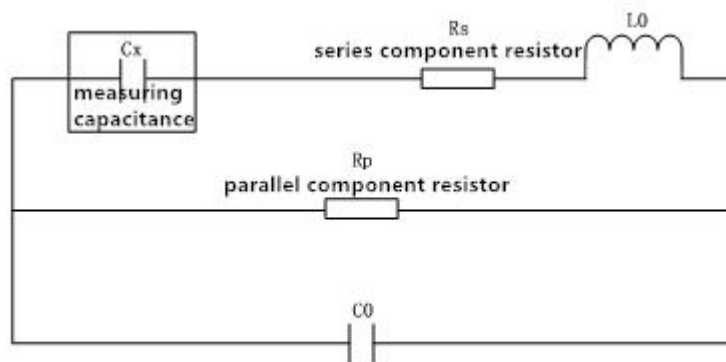 Cx
measuring
capacitance
Rs
series component resistor
L0
Rp
parallel component resistor
C0